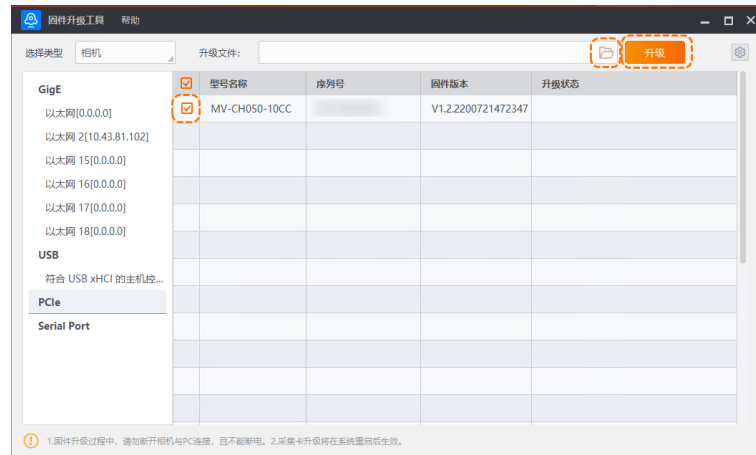 固件升级工具 帮助
选择类型 相机 升级文件: 升级
GigE
以太网[0.0.0.0]
以太网 2[10.43.81.102]
以太网 15[0.0.0.0]
以太网 16[0.0.0.0]
以太网 17[0.0.0.0]
以太网 18[0.0.0.0]
USB
符合 USB xHCI 的主机控...
PCIe
Serial Port
型号名称 序列号 固件版本 升级状态
MV-CH050-10CC V1.2.2200721472347
1.固件升级过程中，请勿断开相机与PC连接，且不能断电。2.采集卡升级将在系统重启后生效。